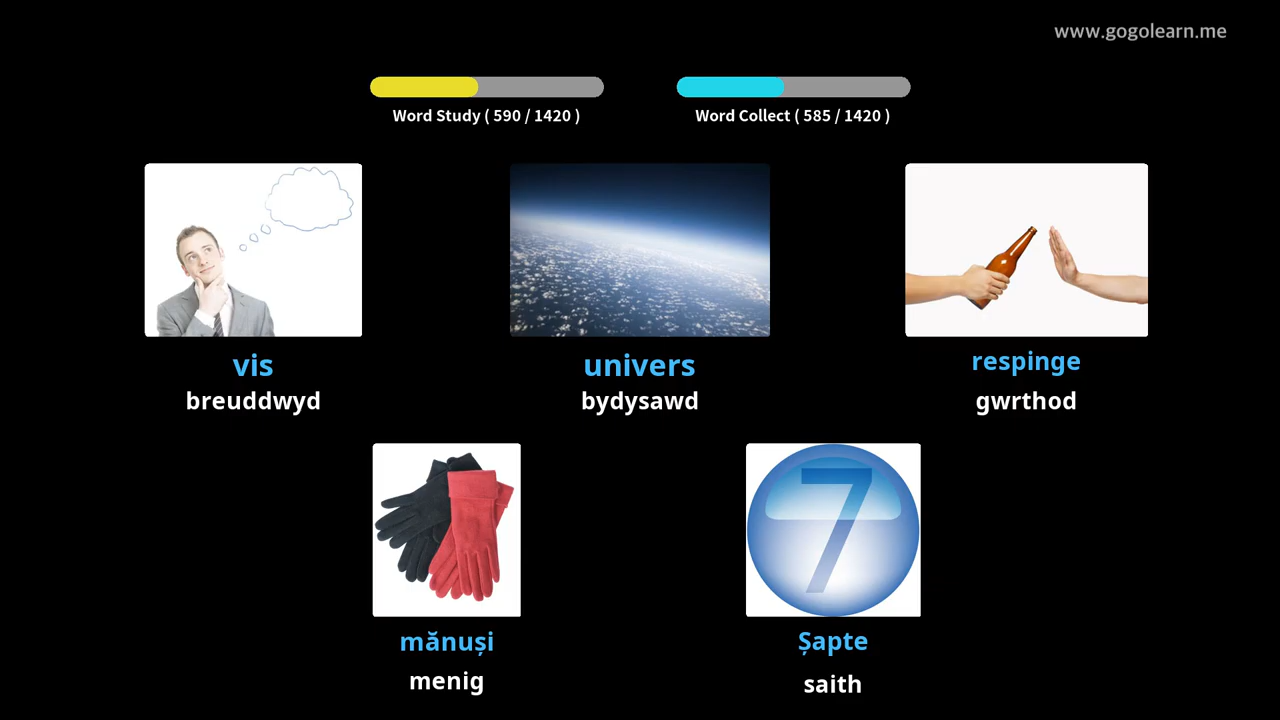 www.gogolearn.me
Word Study ( 590 / 1420 )
Word Collect ( 585 / 1420 )
vis
breuddwyd
univers
bydysawd
respinge
gwrthod
mănuși
menig
7
Șapte
saith